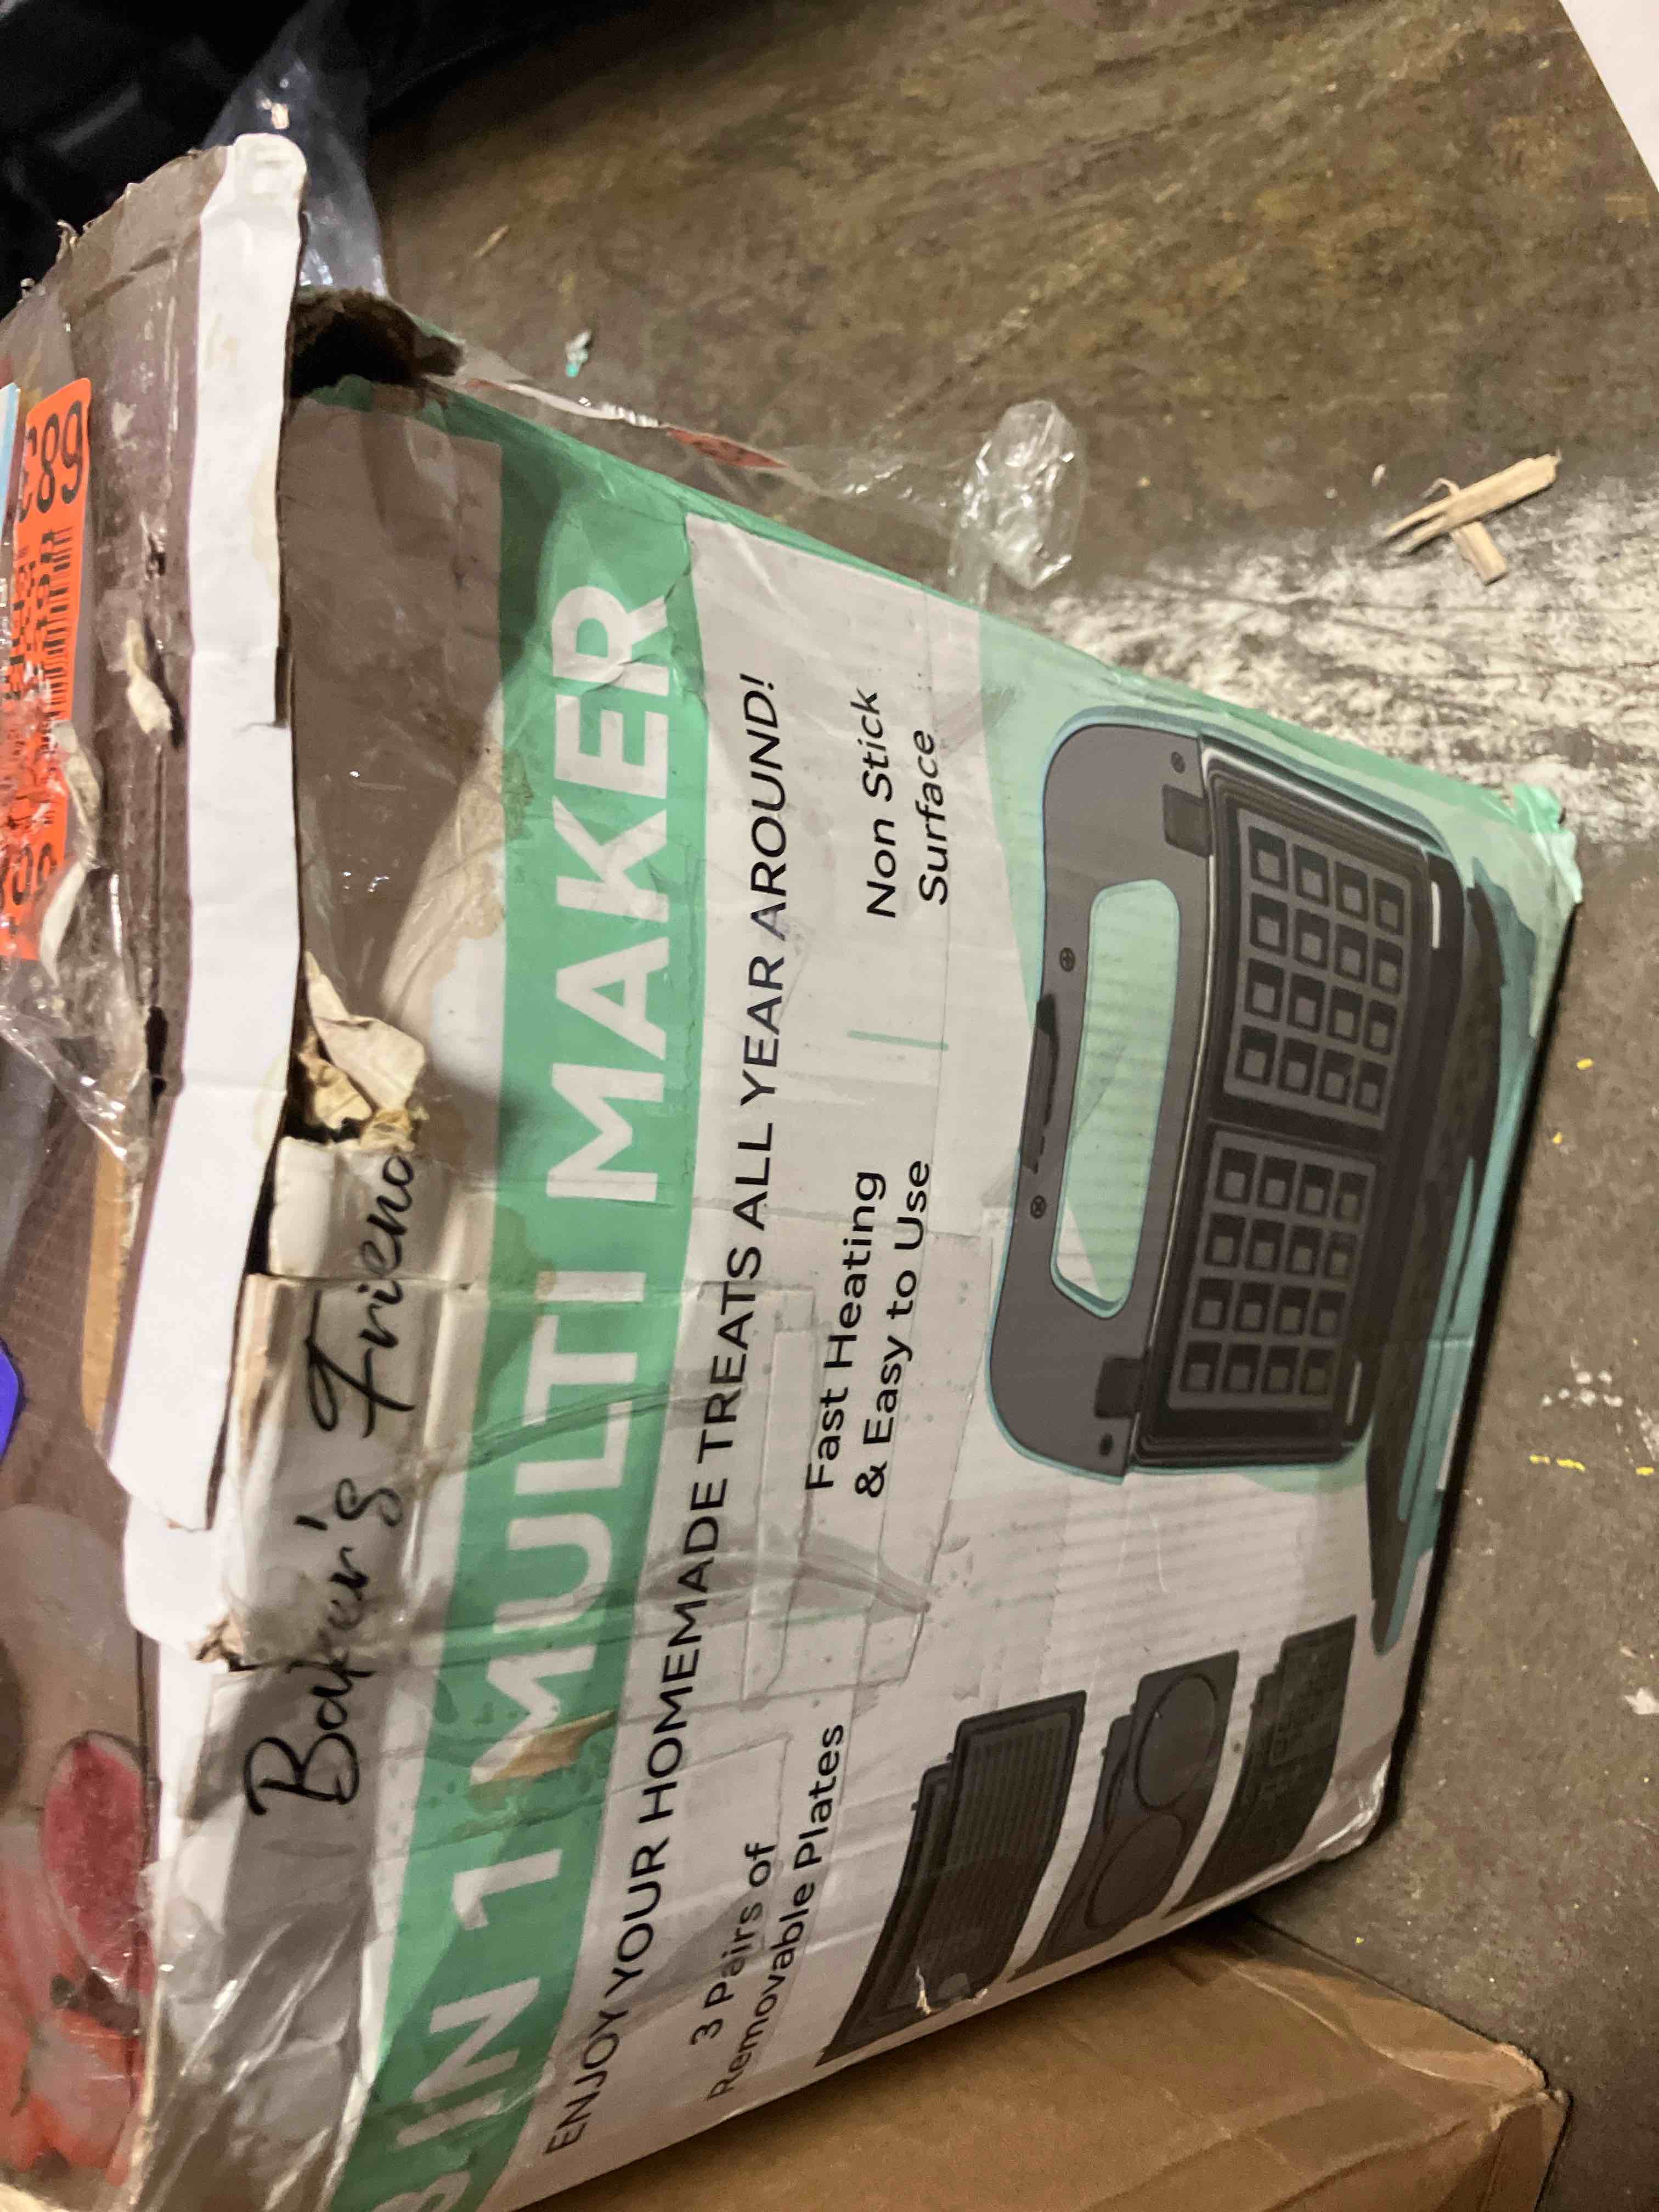 Baker's Friend
IN 1 MULTI MAKER
ENJOY YOUR HOMEMADE TREATS ALL YEAR AROUND!
3 Pairs of
Removable Plates
Fast Heating
& Easy to Use
Non Stick
Surface